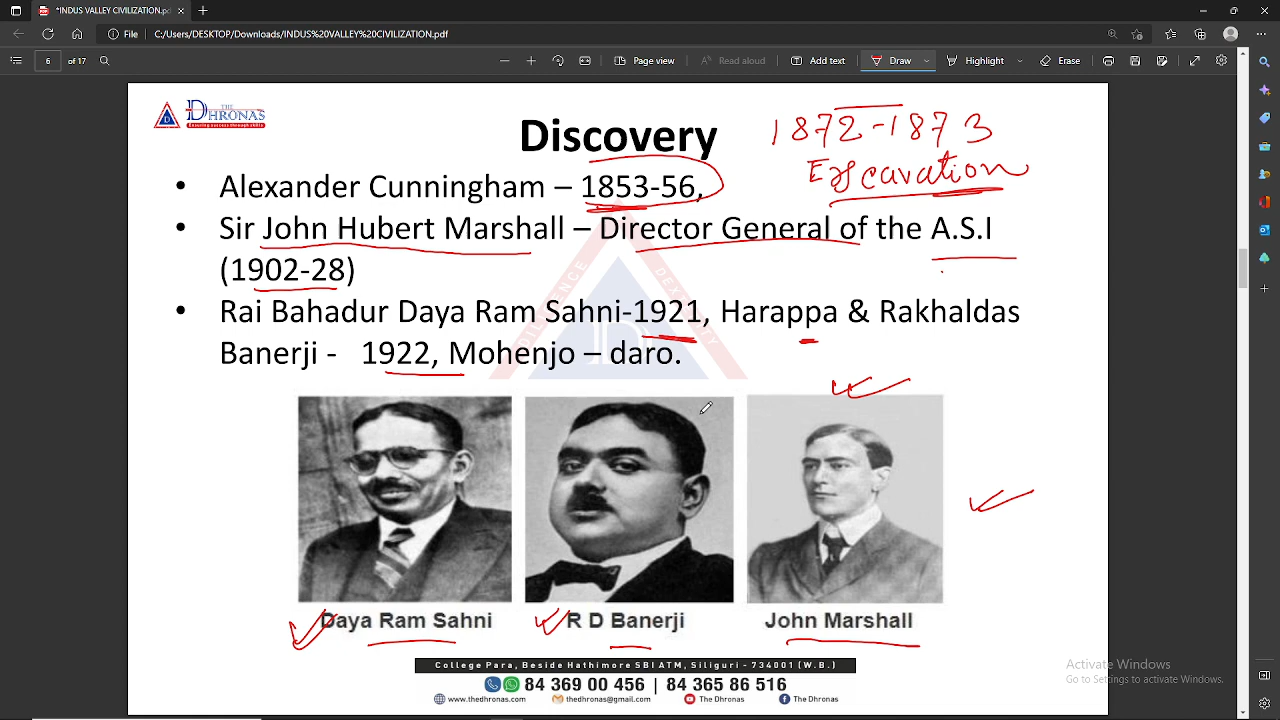 *INDUS VALLEY CIVILIZATION.pdf
File C:/Users/DESKTOP/Downloads/INDUS%20VALLEY%20CIVILIZATION.pdf
6 of 17 Page view Read aloud Add text Draw Highlight Erase
THE DHRONAS
Ensuring success through skills
Discovery
1872-1873
Excavation
• Alexander Cunningham – 1853-56,
• Sir John Hubert Marshall – Director General of the A.S.I
(1902-28)
• Rai Bahadur Daya Ram Sahni-1921, Harappa & Rakhaldas
Banerji - 1922, Mohenjo – daro.
Daya Ram Sahni R D Banerji John Marshall
College Para, Beside Hathimore SBI ATM, Siliguri - 734001 (W.B.)
84 369 00 456 | 84 365 86 516
www.thedhronas.com thedhronas@gmail.com The Dhronas The Dhronas
Activate Windows
Go to Settings to activate Windows.